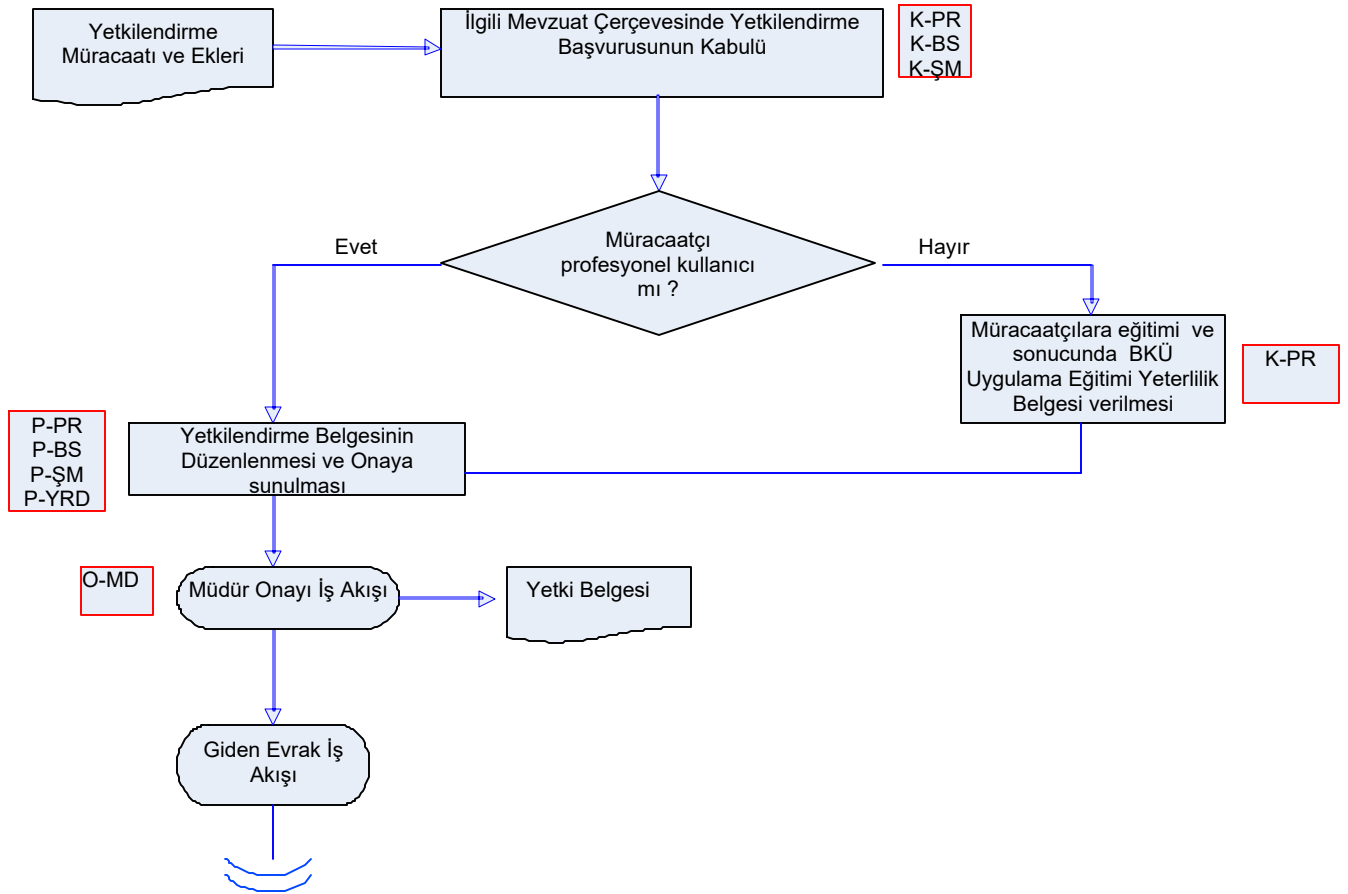 Yetkilendirme
Müracaatı ve Ekleri
İlgili Mevzuat Çerçevesinde Yetkilendirme
Başvurusunun Kabulü
K-PR
K-BS
K-ŞM
Müracaatçı
profesyonel kullanıcı
mı ?
Evet
Hayır
Müracaatçılara eğitimi ve
sonucunda BKÜ
Uygulama Eğitimi Yeterlilik
Belgesi verilmesi
K-PR
P-PR
P-BS
P-ŞM
P-YRD
Yetkilendirme Belgesinin
Düzenlenmesi ve Onaya
sunulması
O-MD
Müdür Onayı İş Akışı
Yetki Belgesi
Giden Evrak İş
Akışı